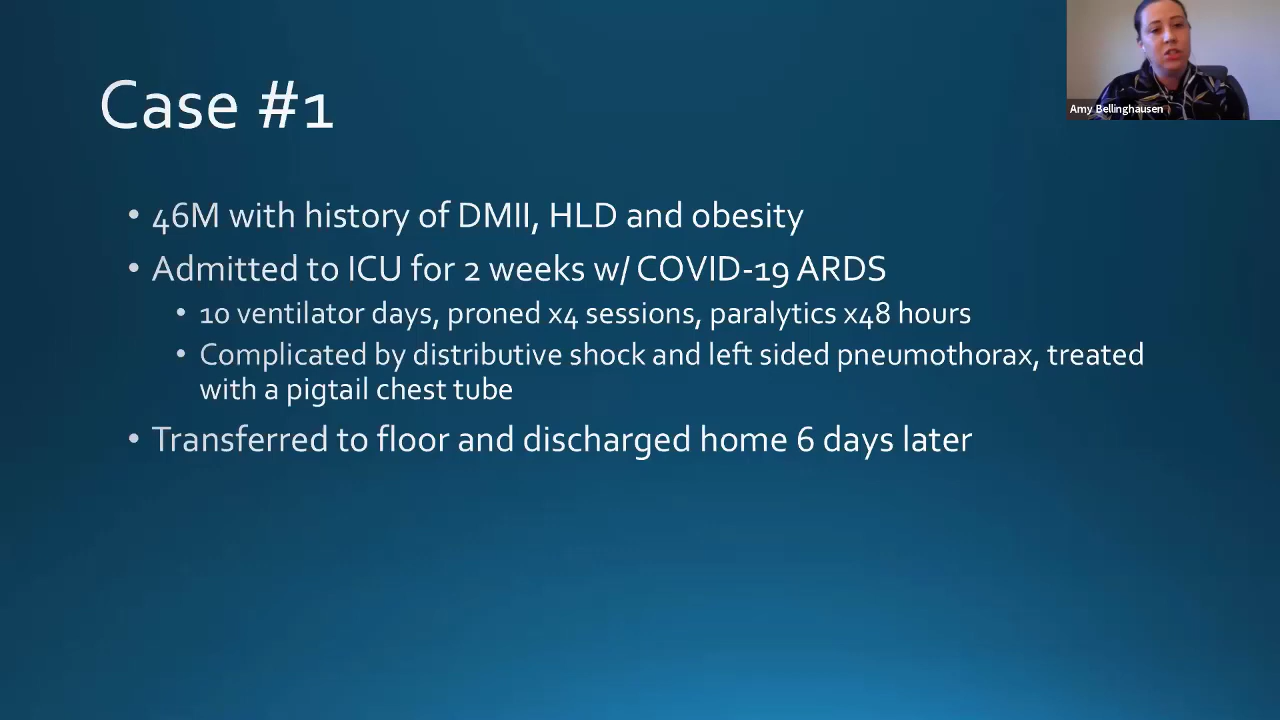 Case #1
Amy Bellinghausen
• 46M with history of DMII, HLD and obesity
• Admitted to ICU for 2 weeks w/ COVID-19 ARDS
• 10 ventilator days, proned x4 sessions, paralytics x48 hours
• Complicated by distributive shock and left sided pneumothorax, treated
with a pigtail chest tube
• Transferred to floor and discharged home 6 days later